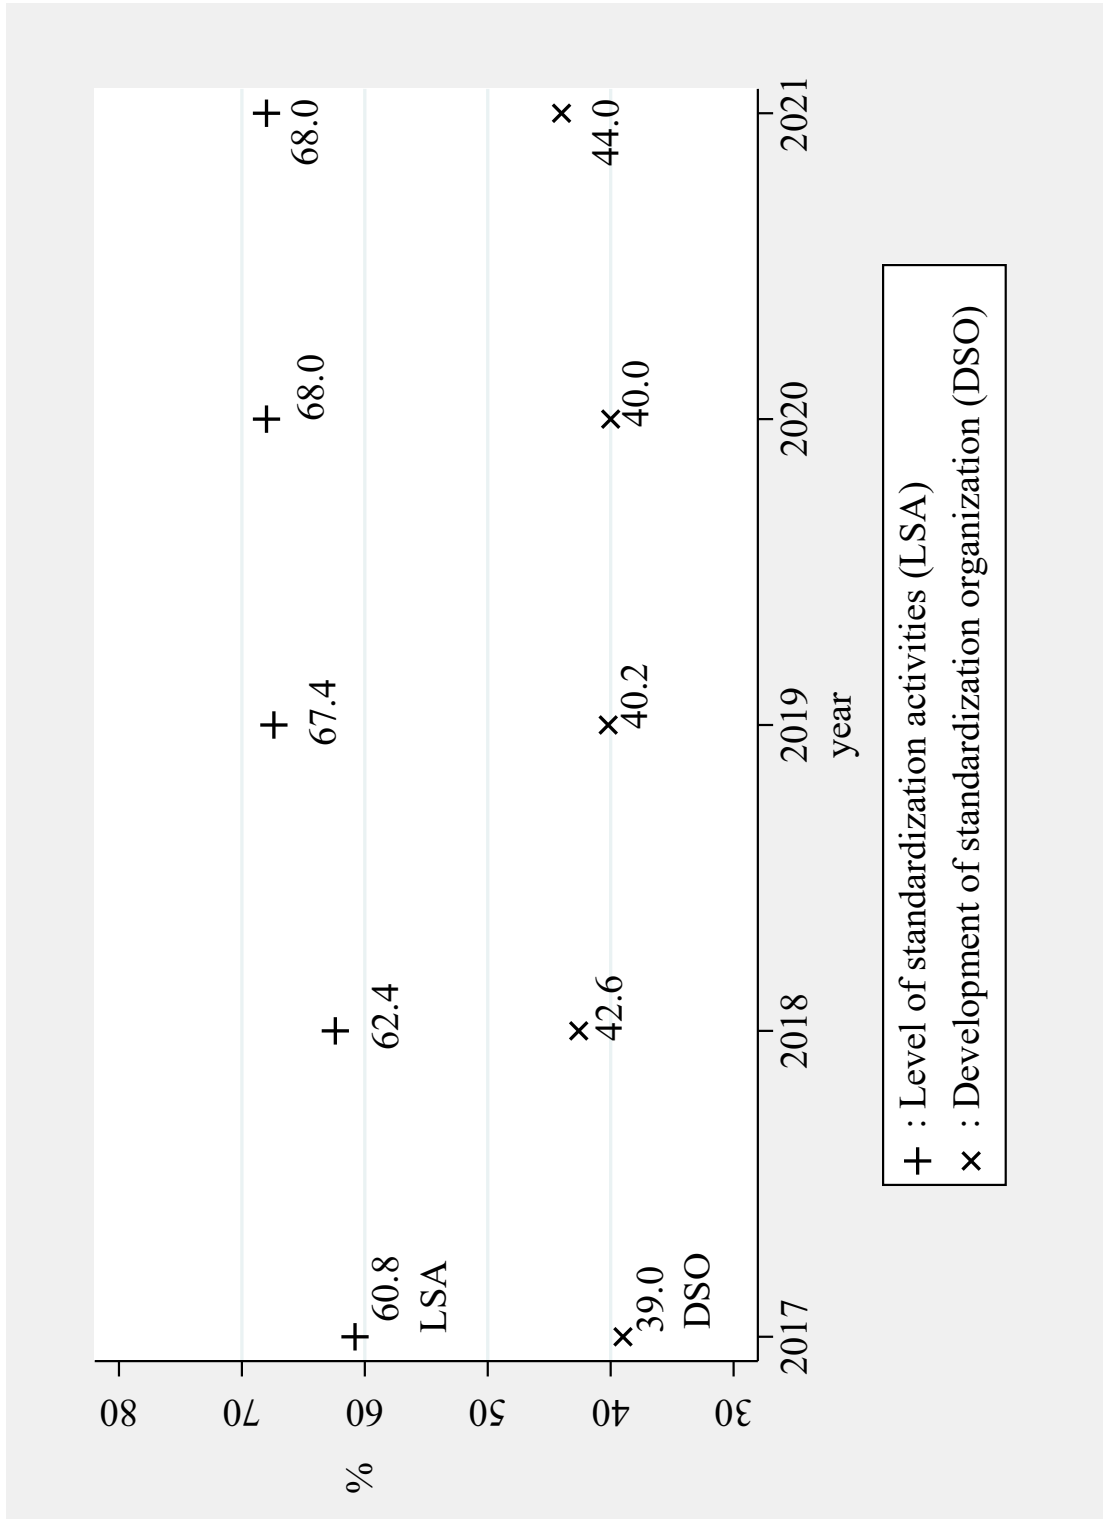 %
80
70
60
50
40
30
60.8
LSA
62.4
67.4
68.0
68.0
39.0
DSO
42.6
40.2
40.0
44.0
2017 2018 2019 2020 2021
year
+ : Level of standardization activities (LSA)
× : Development of standardization organization (DSO)